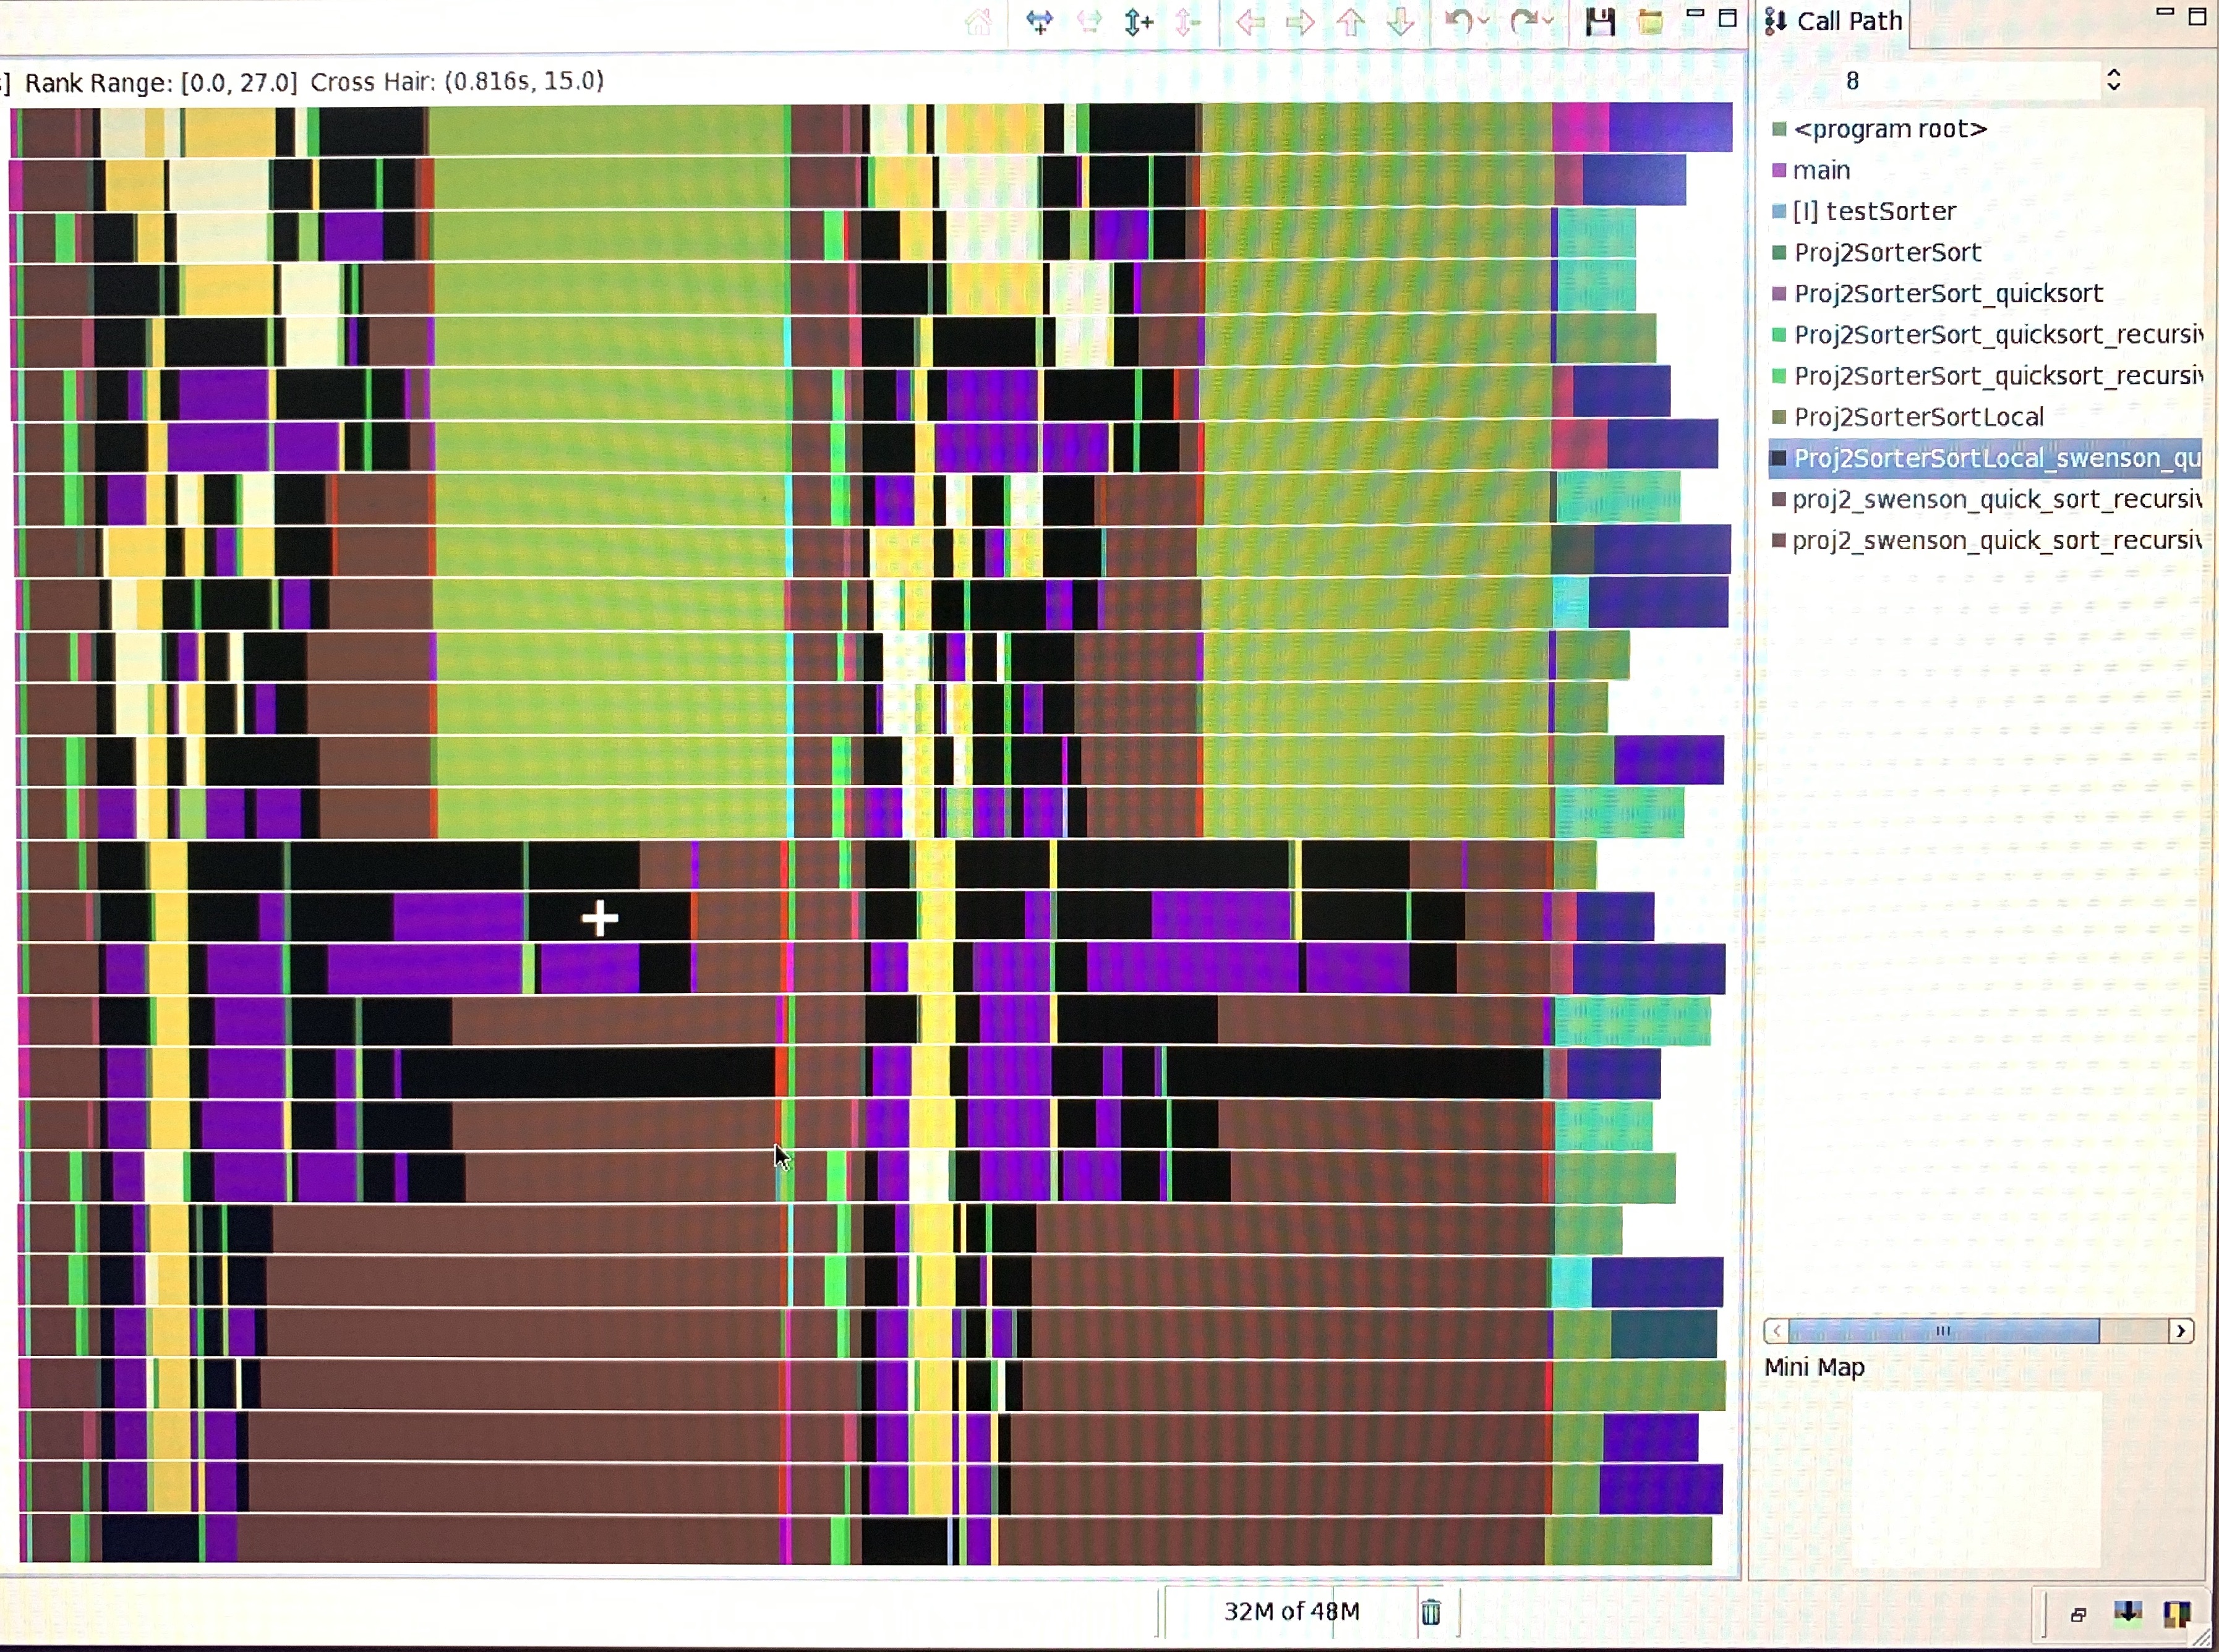 Call Path
] Rank Range: [0.0, 27.0] Cross Hair: (0.816s, 15.0)
8
<program root>
main
[I] testSorter
Proj2SorterSort
Proj2SorterSort_quicksort
Proj2SorterSort_quicksort_recursiv
Proj2SorterSort_quicksort_recursiv
Proj2SorterSortLocal
Proj2SorterSortLocal_swenson_qu
proj2_swenson_quick_sort_recursiv
proj2_swenson_quick_sort_recursiv
Mini Map
32M of 48M